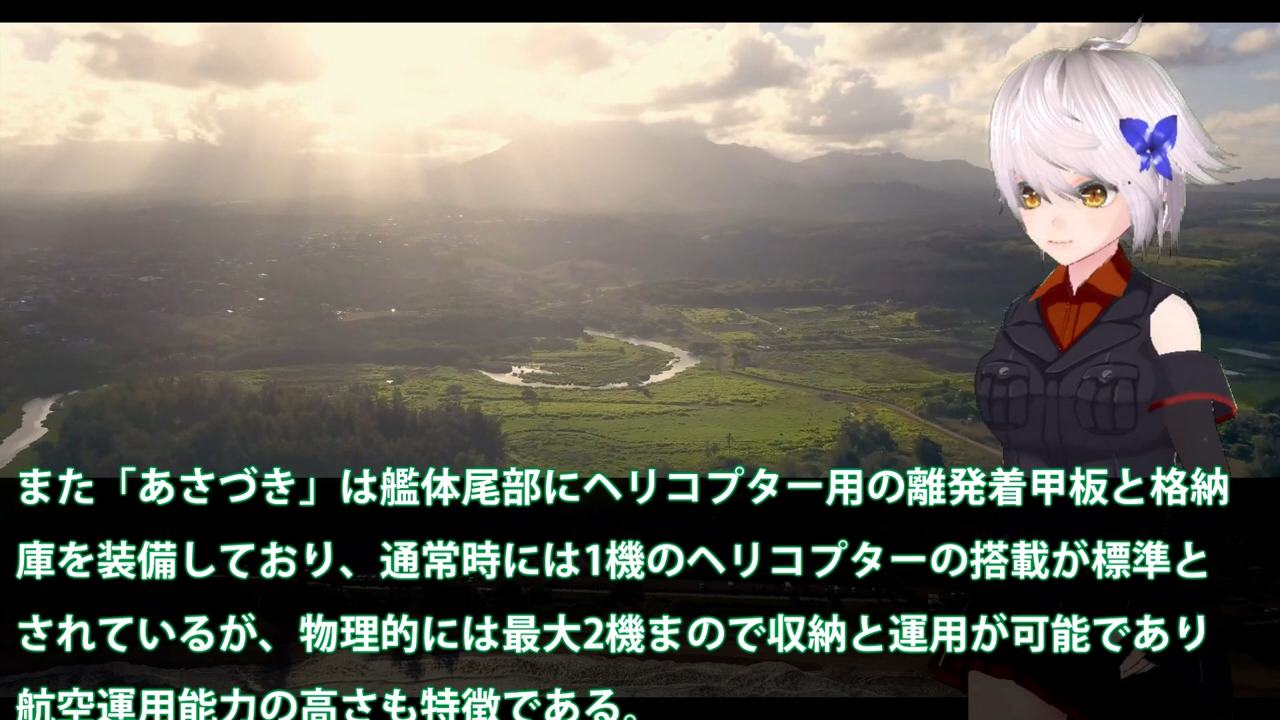 また「あさづき」は艦体尾部にヘリコプター用の離発着甲板と格納
庫を装備しており、通常時には1機のヘリコプターの搭載が標準と
されているが、物理的には最大2機まので収納と運用が可能であり
航空運用能力の高さも特徴である。